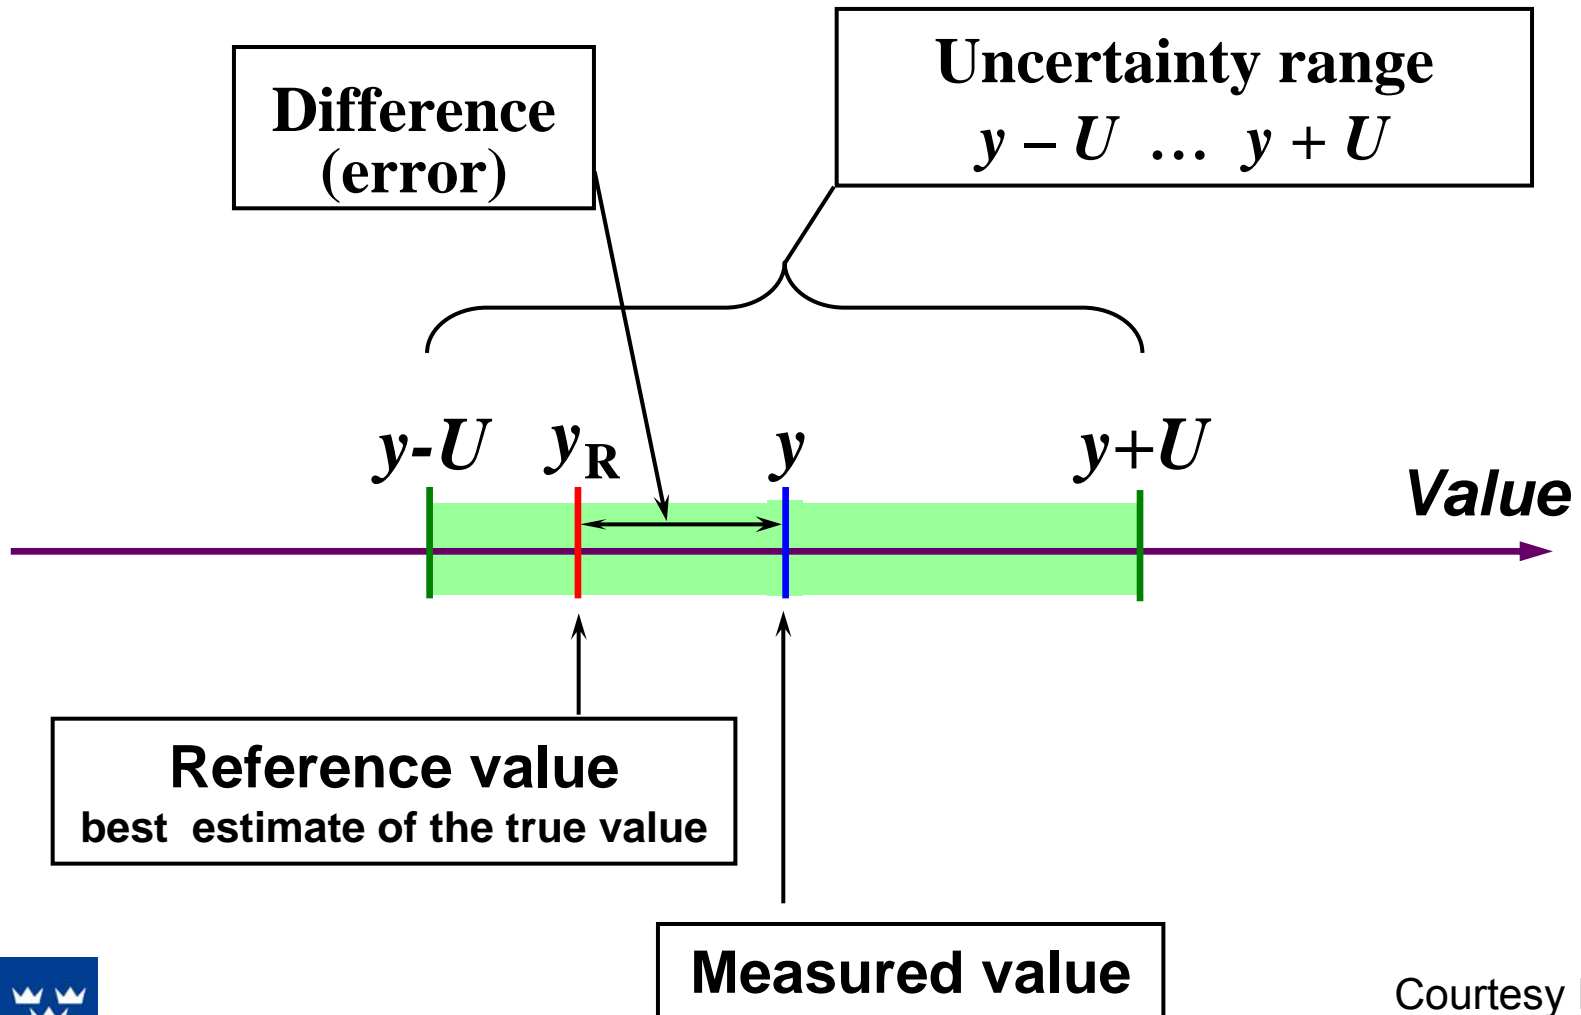 Difference
(error)
Uncertainty range
y – U … y + U
y-U
yR
y
y+U
Value
Reference value
best estimate of the true value
Measured value
Courtesy